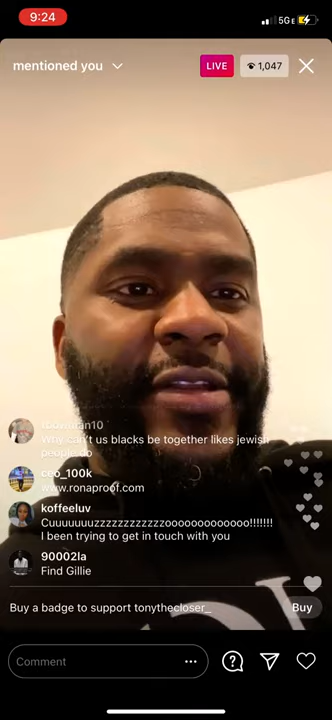 9:24
5GE
mentioned you
LIVE
1,047
Why can't us blacks be together likes jewish
people do
ceo_100k
www.ronaproof.com
koffeeluv
Cuuuuuuuzzzzzzzzzzzzoooooooooooo!!!!!!!
I been trying to get in touch with you
90002la
Find Gillie
Buy a badge to support tonythecloser_
Buy
Comment